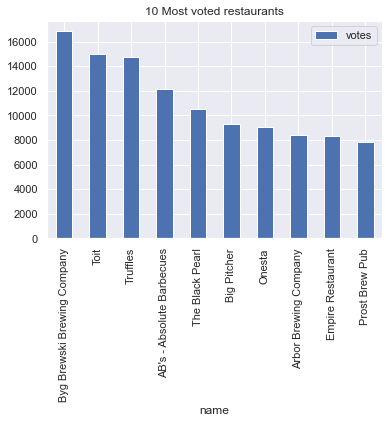 10 Most voted restaurants
votes
16000
14000
12000
10000
8000
6000
4000
2000
0
Byg Brewski Brewing Company
Toit
Truffles
AB's - Absolute Barbecues
The Black Pearl
Big Pitcher
Onesta
Arbor Brewing Company
Empire Restaurant
Prost Brew Pub
name